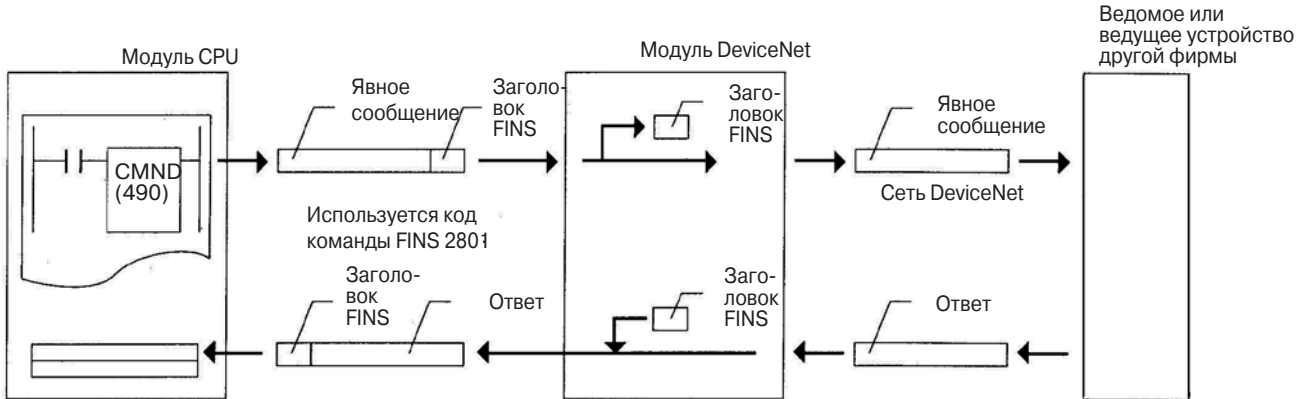 Ведомое или
ведущее устройство
другой фирмы
Модуль CPU
Модуль DeviceNet
Явное
сообщение
Заголо-
вок
FINS
Заго-
ловок
FINS
Явное
сообщение
CMND
(490)
Сеть DeviceNet
Используется код
команды FINS 2801
Заголо-
вок
FINS
Ответ
Заго-
ловок
FINS
Ответ